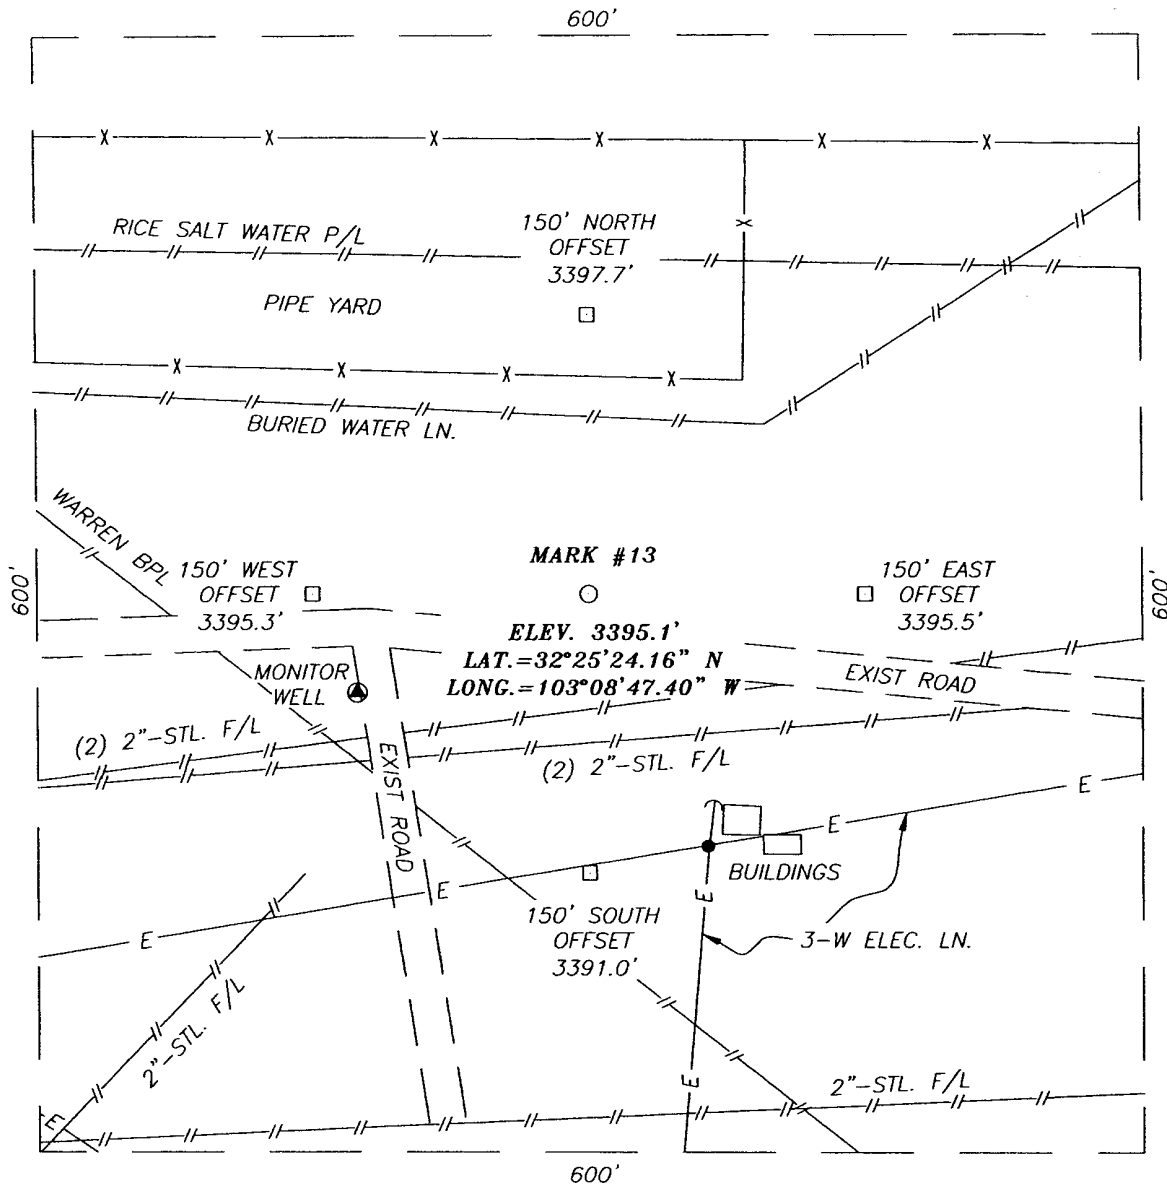 600'
RICE SALT WATER P/L
150' NORTH
OFFSET
3397.7'
PIPE YARD
BURIED WATER LN.
WARREN BPL
600'
600'
150' WEST
OFFSET
3395.3'
MARK #13
150' EAST
OFFSET
3395.5'
ELEV. 3395.1'
LAT.=32°25'24.16" N
LONG.=103°08'47.40" W
MONITOR
WELL
EXIST ROAD
(2) 2"-STL. F/L
(2) 2"-STL. F/L
EXIST ROAD
E
E
E
E
BUILDINGS
E
150' SOUTH
OFFSET
3391.0'
3-W ELEC. LN.
2"-STL. F/L
E
2"-STL. F/L
E
600'